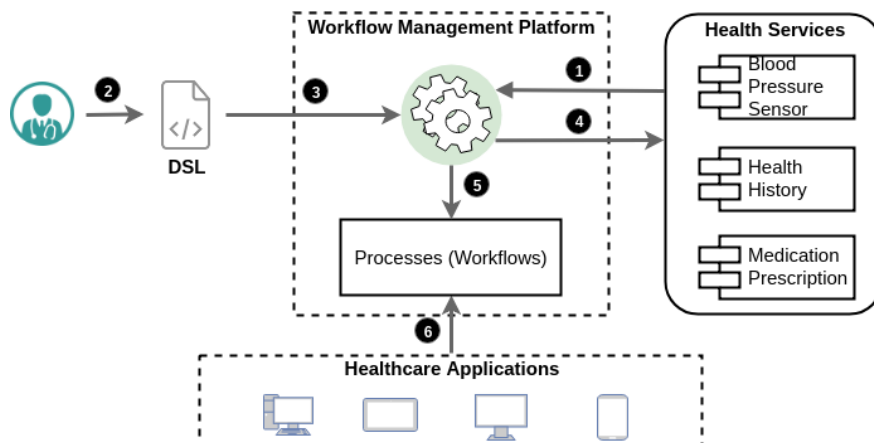 Workflow Management Platform
Health Services
1
Blood
Pressure
Sensor
2
3
</>
DSL
4
Health
History
5
Processes (Workflows)
Medication
Prescription
6
Healthcare Applications